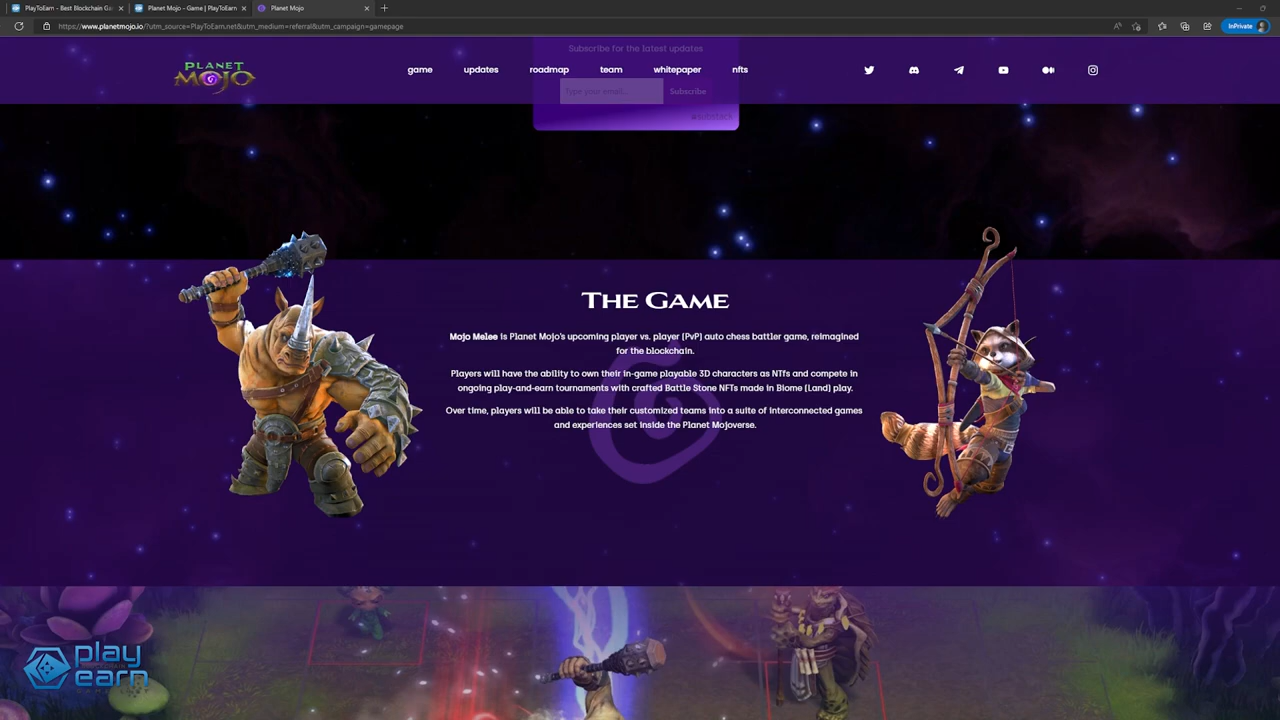 PlayToEarn - Best Blockchain Ga
Planet Mojo - Game | PlayToEarn
Planet Mojo
https://www.planetmojo.io/?utm_source=PlayToEarn.net&utm_medium=referral&utm_campaign=gamepage
InPrivate
Subscribe for the latest updates
PLANET
MOJO
game updates roadmap team whitepaper nfts
Type your email... Subscribe
substack
THE GAME
Mojo Melee is Planet Mojo's upcoming player vs. player (PvP) auto chess battler game, reimagined
for the blockchain.
Players will have the ability to own their in-game playable 3D characters as NTfs and compete in
ongoing play-and-earn tournaments with crafted Battle Stone NFTs made in Biome (Land) play.
Over time, players will be able to take their customized teams into a suite of interconnected games
and experiences set inside the Planet Mojoverse.
play
earn